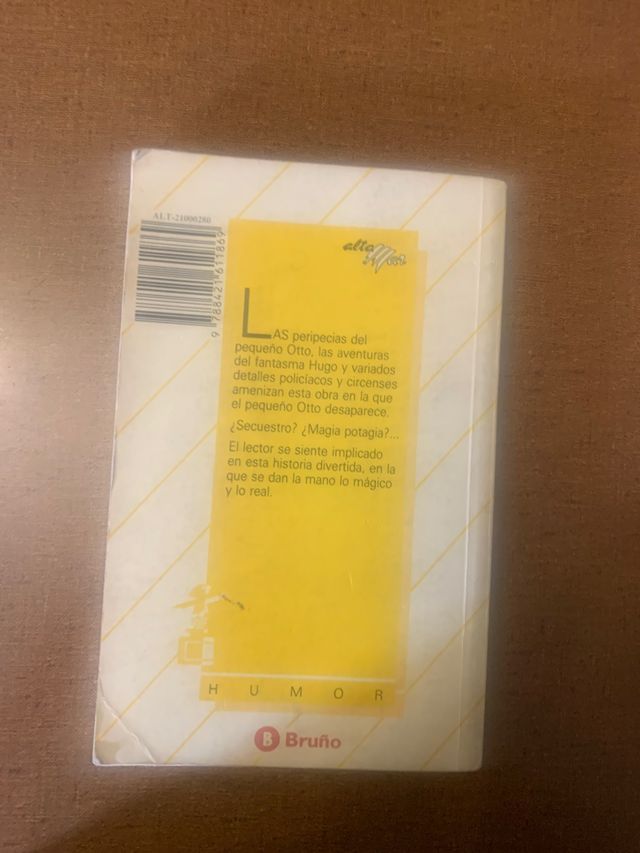 ALT-21000280
9 788421 611869
alta Mar
LAS peripecias del
pequeño Otto, las aventuras
del fantasma Hugo y variados
detalles policíacos y circenses
amenizan esta obra en la que
el pequeño Otto desaparece.
¿Secuestro? ¿Magia potagia?...
El lector se siente implicado
en esta historia divertida, en la
que se dan la mano lo mágico
y lo real.
HUMOR
B Bruño